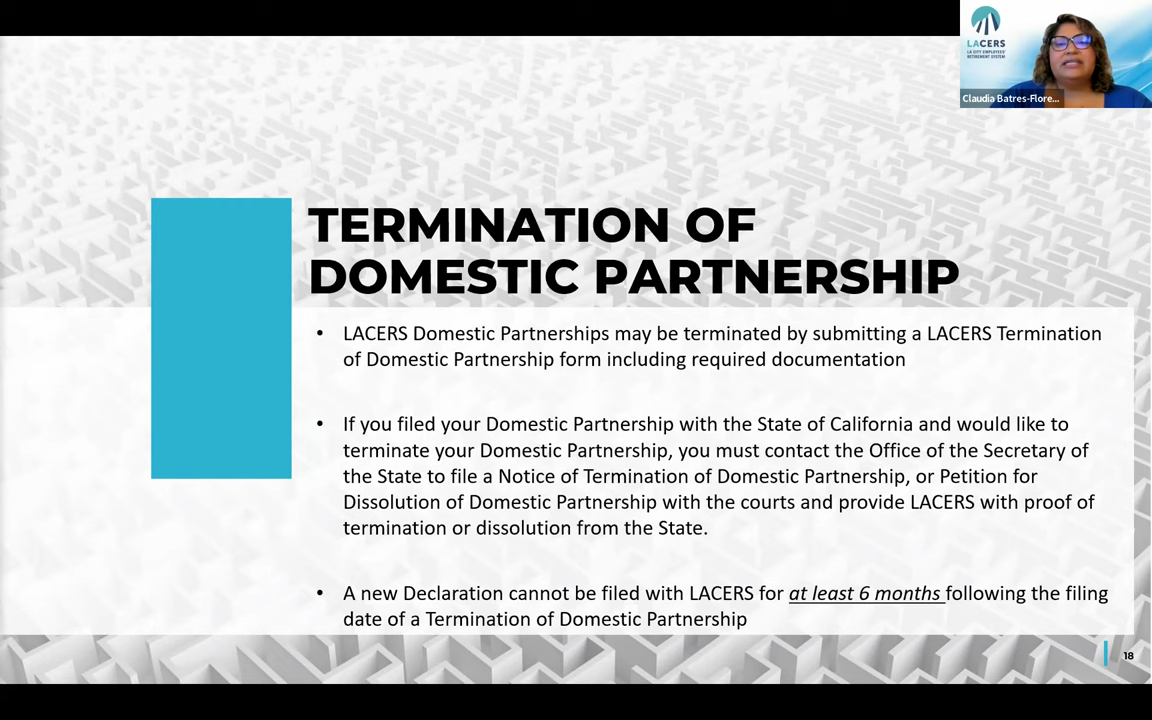 LACERS
LA CITY EMPLOYEES'
RETIREMENT SYSTEM
Claudia Batres-Flore...
TERMINATION OF
DOMESTIC PARTNERSHIP
• LACERS Domestic Partnerships may be terminated by submitting a LACERS Termination
of Domestic Partnership form including required documentation
• If you filed your Domestic Partnership with the State of California and would like to
terminate your Domestic Partnership, you must contact the Office of the Secretary of
the State to file a Notice of Termination of Domestic Partnership, or Petition for
Dissolution of Domestic Partnership with the courts and provide LACERS with proof of
termination or dissolution from the State.
• A new Declaration cannot be filed with LACERS for at least 6 months following the filing
date of a Termination of Domestic Partnership
18